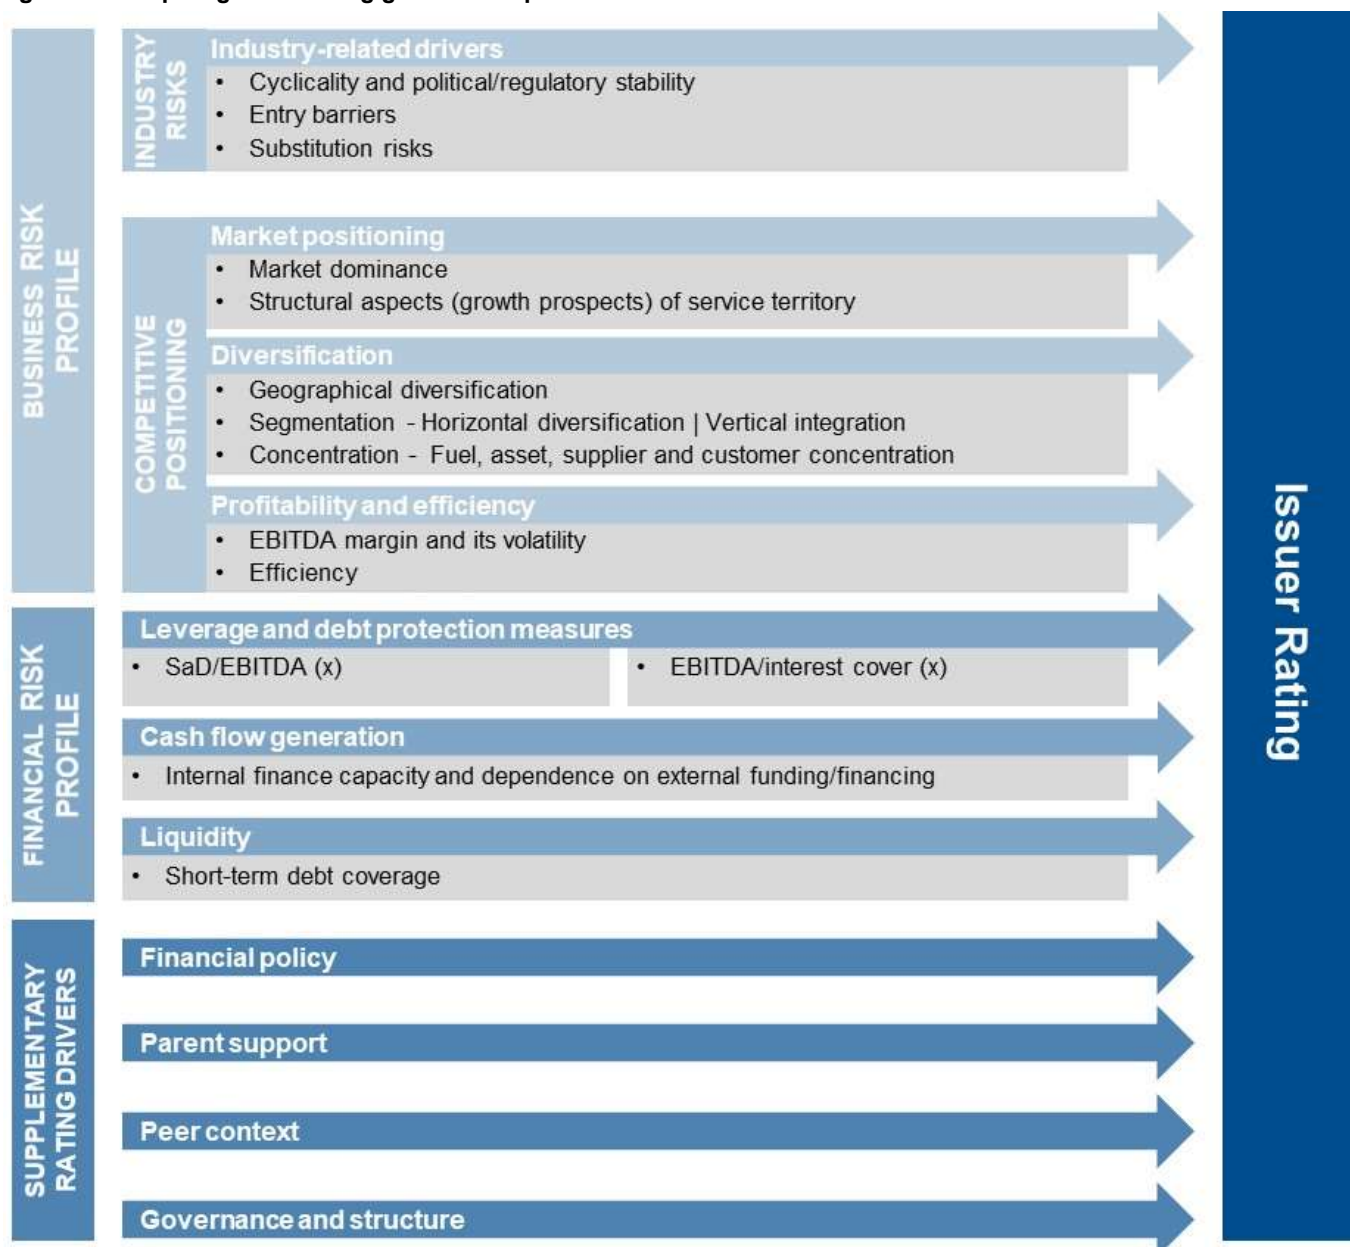 BUSINESS RISK
PROFILE
INDUSTRY
RISKS
Industry-related drivers
• Cyclicality and political/regulatory stability
• Entry barriers
• Substitution risks
COMPETITIVE
POSITIONING
Market positioning
• Market dominance
• Structural aspects (growth prospects) of service territory
Diversification
• Geographical diversification
• Segmentation - Horizontal diversification | Vertical integration
• Concentration - Fuel, asset, supplier and customer concentration
Profitability and efficiency
• EBITDA margin and its volatility
• Efficiency
FINANCIAL RISK
PROFILE
Leverage and debt protection measures
• SaD/EBITDA (x)
• EBITDA/interest cover (x)
Cash flow generation
• Internal finance capacity and dependence on external funding/financing
Liquidity
• Short-term debt coverage
SUPPLEMENTARY
RATING DRIVERS
Financial policy
Parent support
Peer context
Governance and structure
Issuer Rating